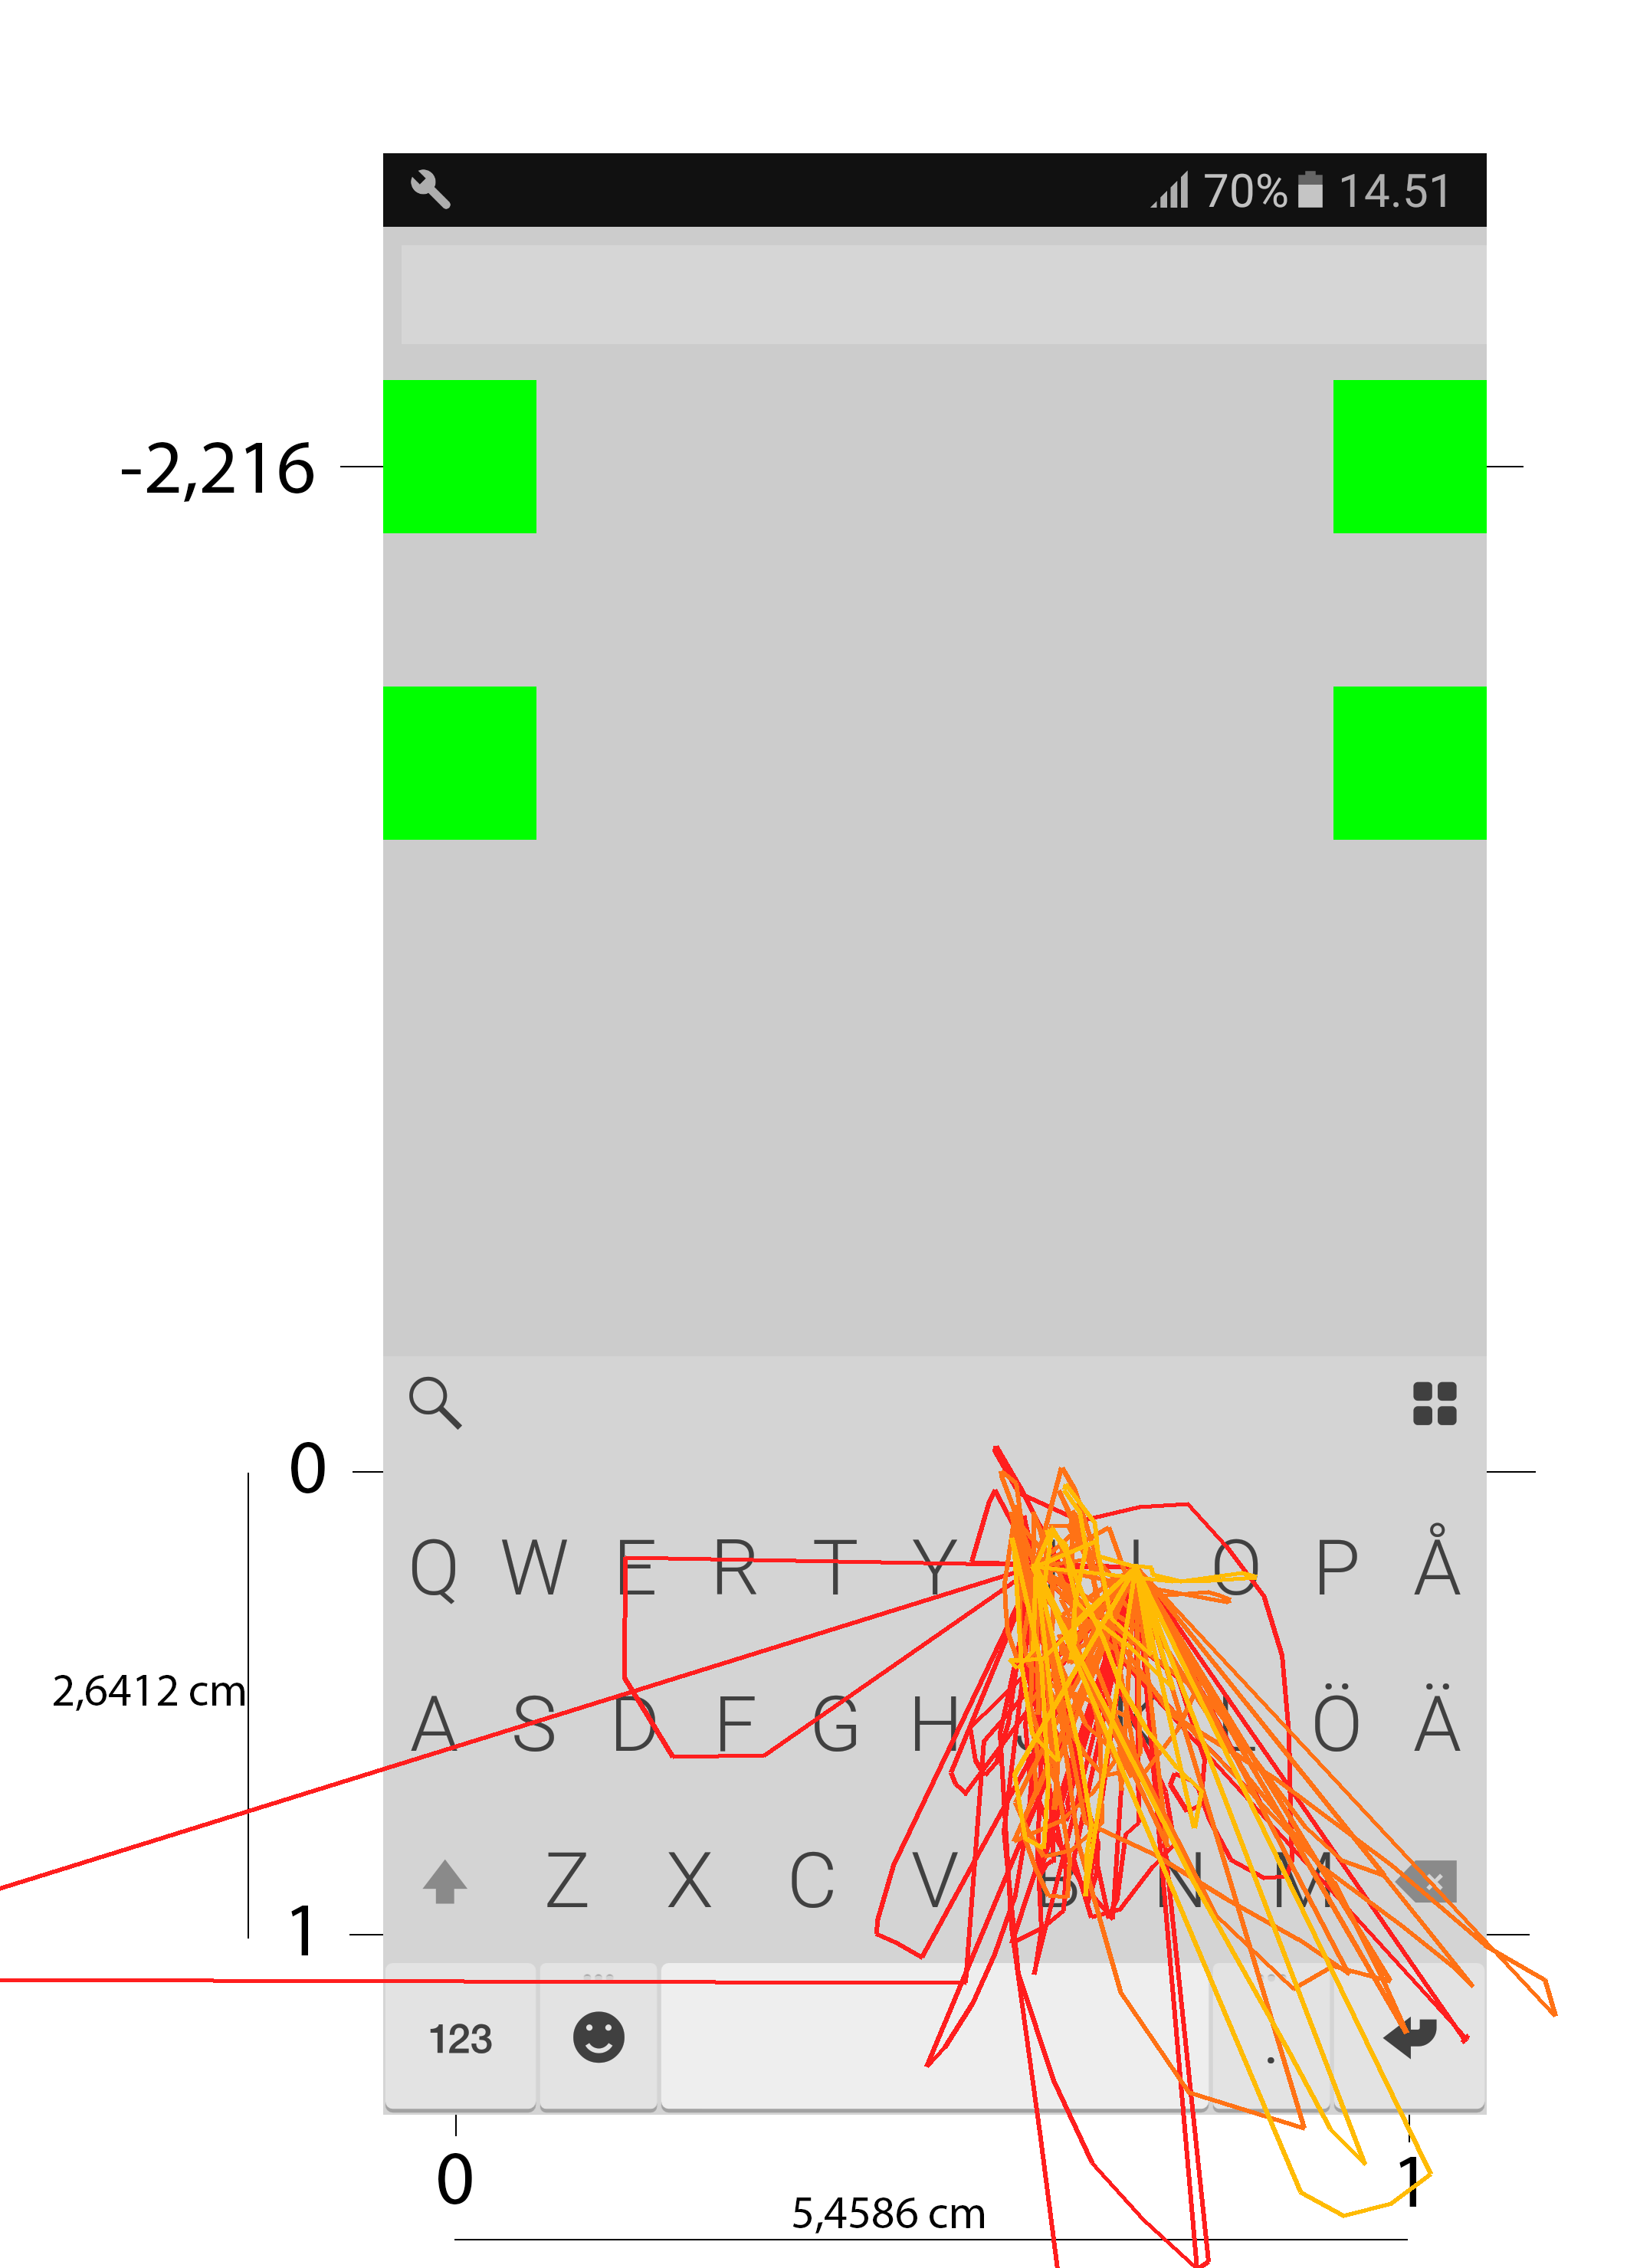 70% 14.51
-2,216
0
Q W E R T Y I O P Å
2,6412 cm
A S D F G H J K L Ö Ä
Z X C V B N M
1
123 .
0 1
5,4586 cm